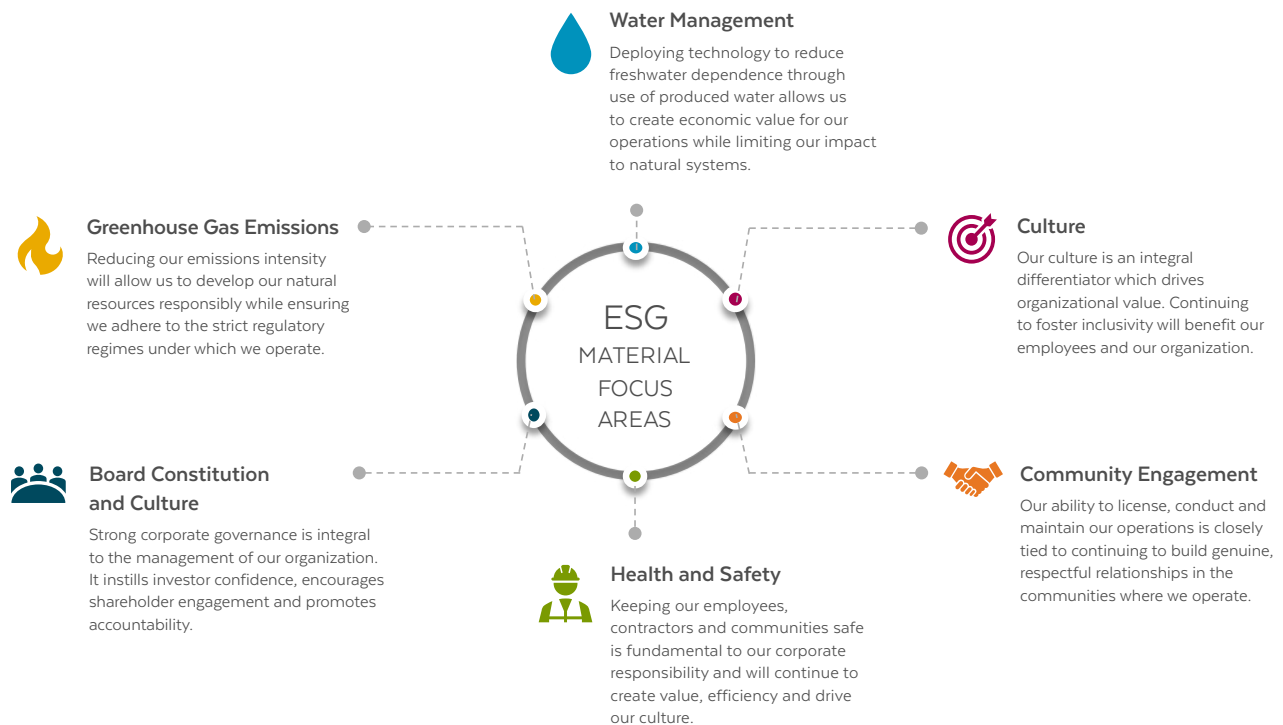 Water Management
Deploying technology to reduce
freshwater dependence through
use of produced water allows us
to create economic value for our
operations while limiting our impact
to natural systems.
Greenhouse Gas Emissions
Reducing our emissions intensity
will allow us to develop our natural
resources responsibly while ensuring
we adhere to the strict regulatory
regimes under which we operate.
Culture
Our culture is an integral
differentiator which drives
organizational value. Continuing
to foster inclusivity will benefit our
employees and our organization.
ESG
MATERIAL
FOCUS
AREAS
Board Constitution
and Culture
Strong corporate governance is integral
to the management of our organization.
It instills investor confidence, encourages
shareholder engagement and promotes
accountability.
Community Engagement
Our ability to license, conduct and
maintain our operations is closely
tied to continuing to build genuine,
respectful relationships in the
communities where we operate.
Health and Safety
Keeping our employees,
contractors and communities safe
is fundamental to our corporate
responsibility and will continue to
create value, efficiency and drive
our culture.